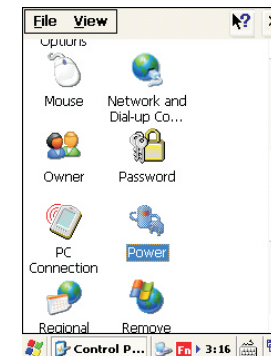 File View
Options
Mouse Network and
Dial-up Co...
Owner Password
PC Power
Connection
Regional Remove
Control P... Fn 3:16